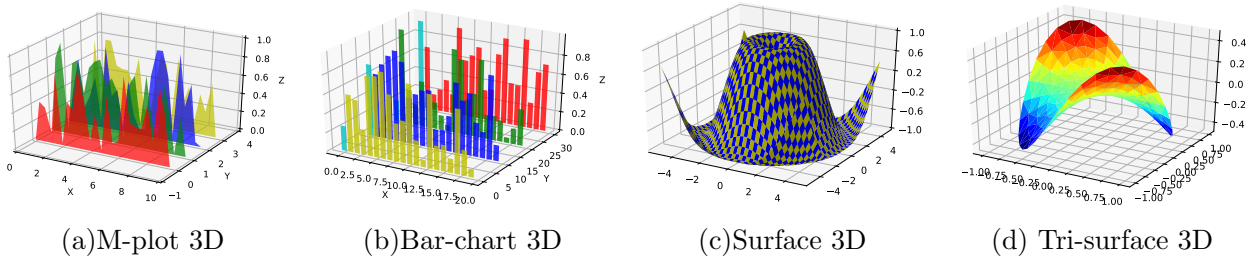 1.0
0.8
0.6
0.4
0.2
0.0
Z
0 2 4 6 8 10
X
−1 0 1 2 3 4
Y
0.8
0.6
0.4
0.2
0.0
Z
0.0 2.5 5.0 7.5 10.0 12.5 15.0 17.5 20.0
X
0 5 10 15 20 25 30
Y
1.0
0.6
0.2
−0.2
−0.6
−1.0
−4 −2 0 2 4
−4 −2 0 2 4
0.4
0.2
0.0
−0.2
−0.4
−1.00 −0.75 −0.50 −0.25 0.00 0.25 0.50 0.75 1.00
−1.00 −0.75 −0.50 −0.25 0.00 0.25 0.50 0.75 1.00
(a)M-plot 3D
(b)Bar-chart 3D
(c)Surface 3D
(d) Tri-surface 3D